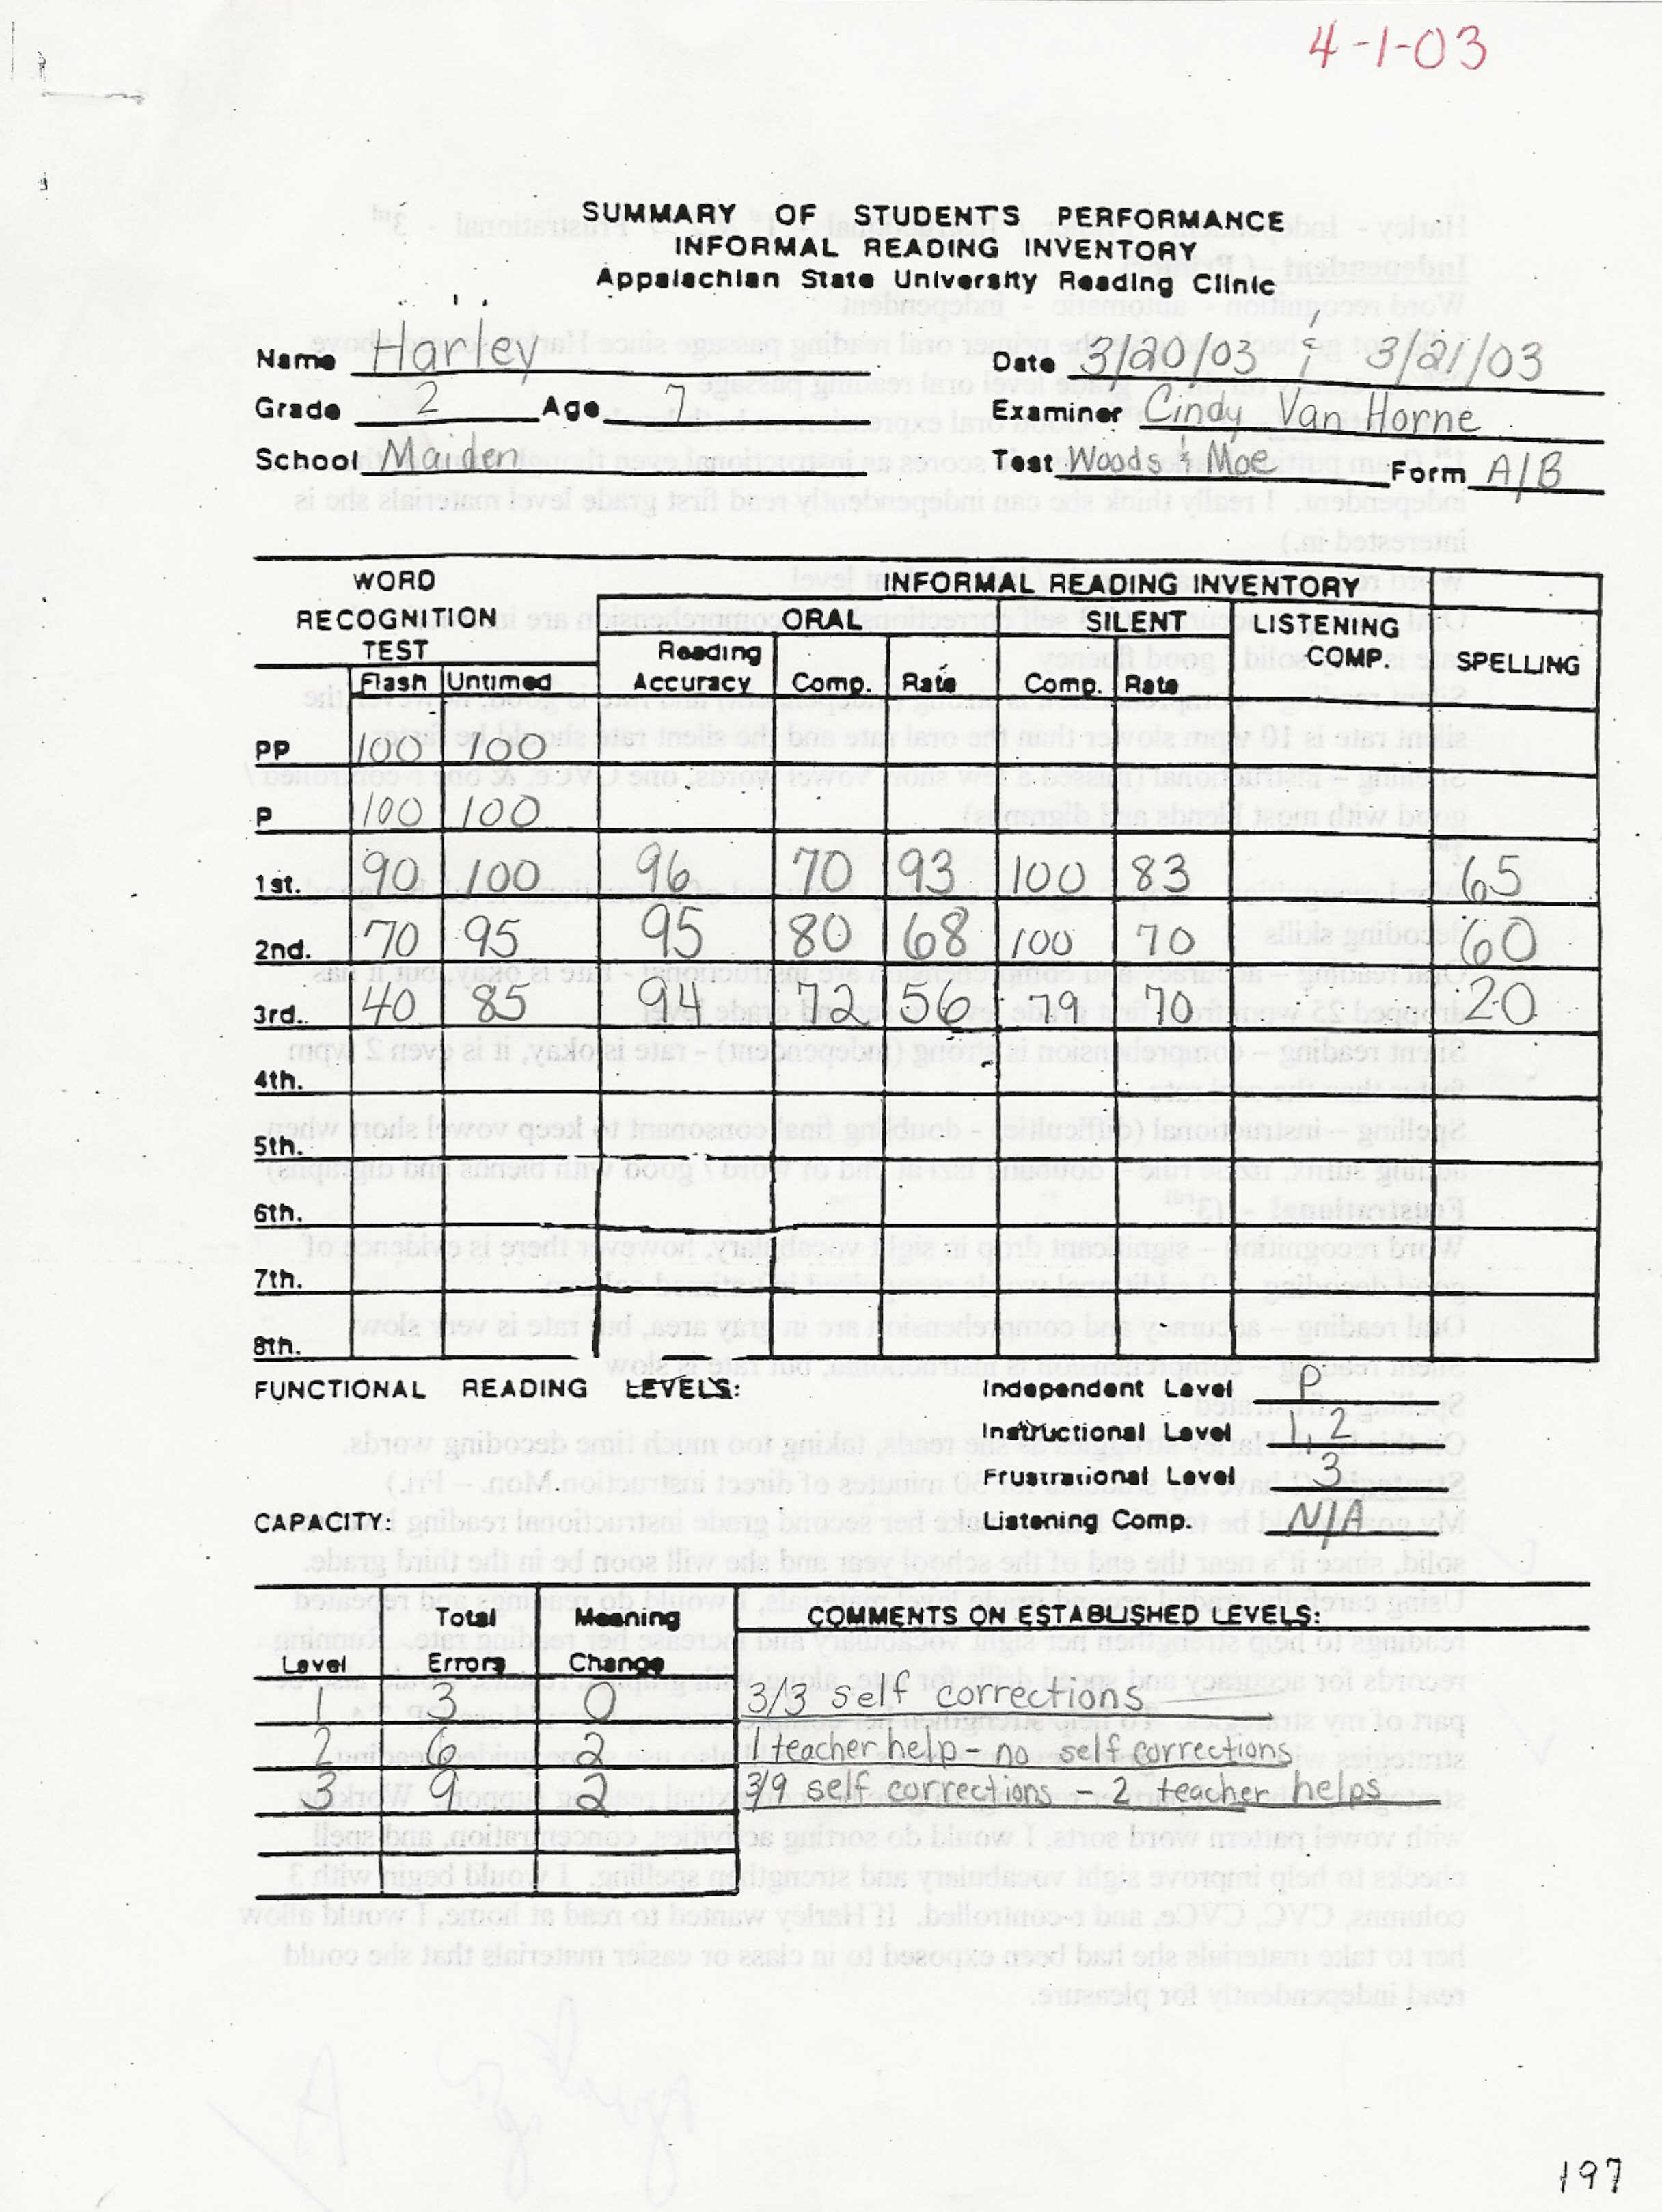 4-1-03
SUMMARY OF STUDENT'S PERFORMANCE
INFORMAL READING INVENTORY
Appalachian State University Reading Clinic
Name Harley Date 3/20/03 & 3/21/03
Grade 2 Age 7 Examiner Cindy Van Horne
School Maiden Test Woods & Moe Form A/B
WORD RECOGNITION TEST INFORMAL READING INVENTORY
ORAL SILENT LISTENING COMP. SPELLING
Flash Untimed Reading Accuracy Comp. Rate Comp. Rate
PP 100 100
P 100 100
1st. 90 100 96 70 93 100 83 65
2nd. 70 95 95 80 68 100 70 60
3rd. 40 85 94 72 56 79 70 20
4th.
5th.
6th.
7th.
8th.
FUNCTIONAL READING LEVELS: Independent Level P
Instructional Level 1, 2
Frustrational Level 3
CAPACITY: Listening Comp. N/A
Level Total Errors Meaning Change COMMENTS ON ESTABLISHED LEVELS:
1 3 0 3/3 self corrections
2 6 2 1 teacher help - no self corrections
3 9 2 3/9 self corrections - 2 teacher helps
197